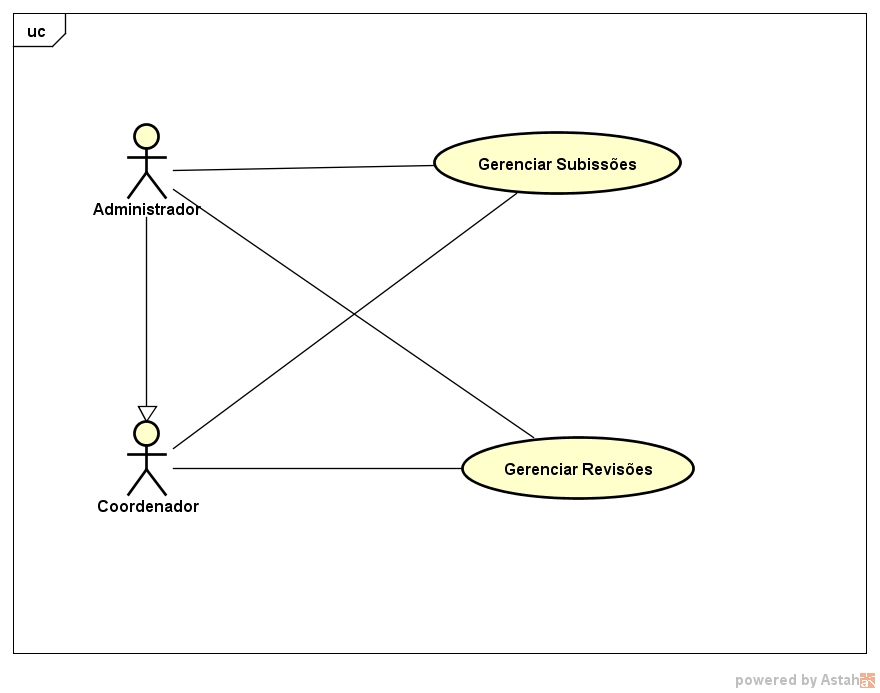 uc
Gerenciar Subissões
Administrador
Gerenciar Revisões
Coordenador
powered by Astah